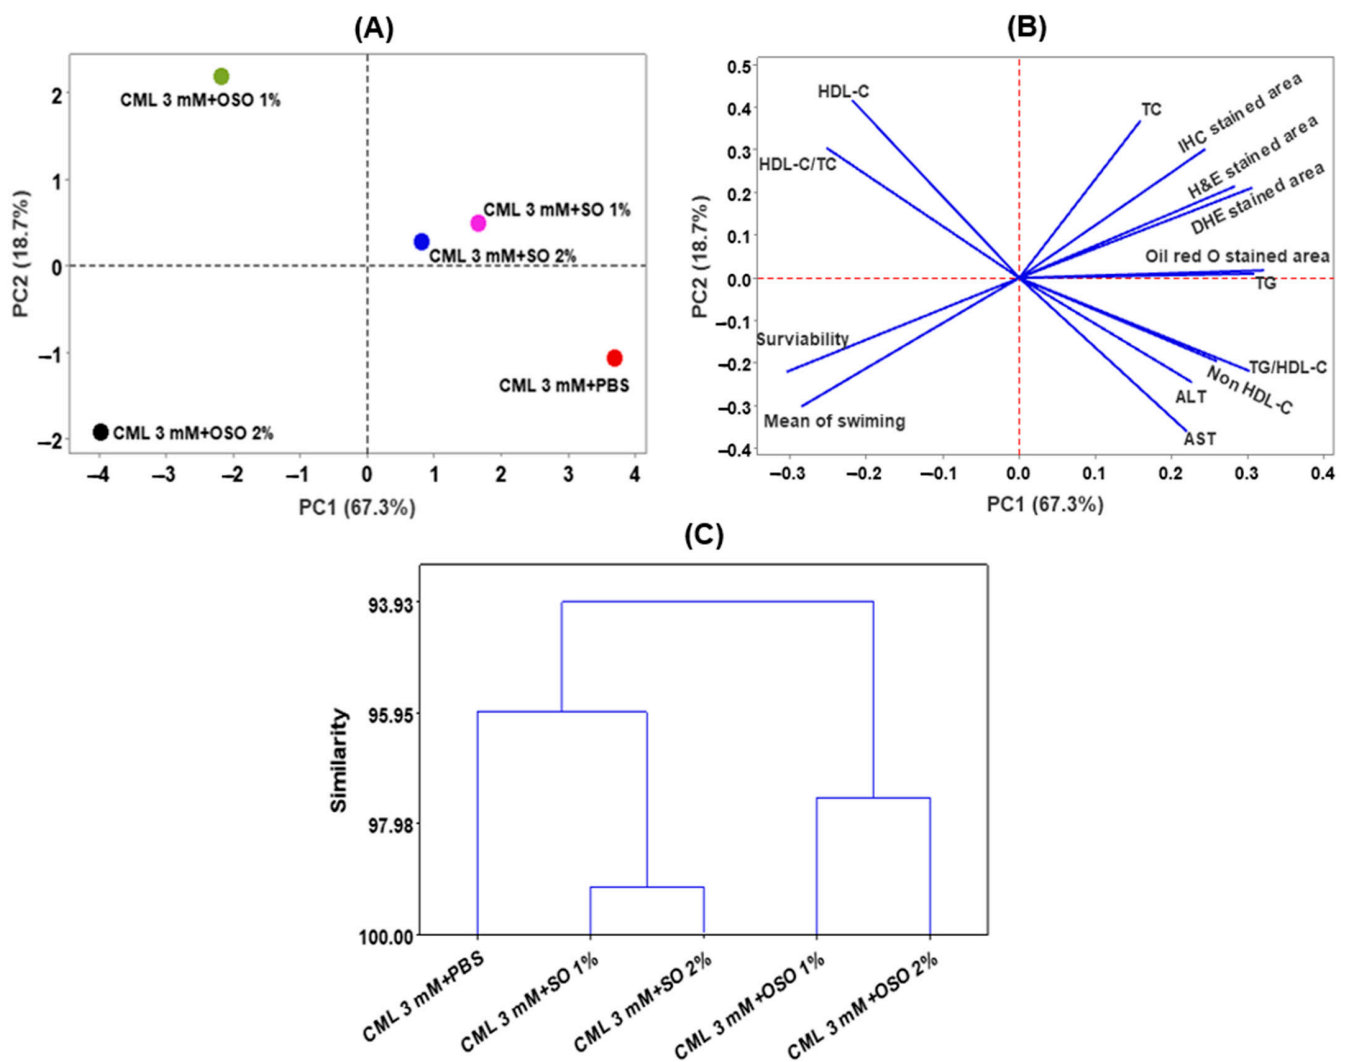 (A)
2
1
0
–1
–2
PC2 (18.7%)
CML 3 mM+OSO 1%
CML 3 mM+SO 1%
CML 3 mM+SO 2%
CML 3 mM+PBS
CML 3 mM+OSO 2%
–4
–3
–2
–1
0
1
2
3
4
PC1 (67.3%)
(B)
0.5
0.4
0.3
0.2
0.1
0.0
–0.1
–0.2
–0.3
–0.4
PC2 (18.7%)
HDL-C
HDL-C/TC
TC
IHC stained area
H&E stained area
DHE stained area
Oil red O stained area
TG
Surviability
Mean of swiming
TG/HDL-C
Non HDL-C
ALT
AST
–0.3
–0.2
–0.1
0.0
0.1
0.2
0.3
0.4
PC1 (67.3%)
(C)
Similarity
93.93
95.95
97.98
100.00
CML 3 mM+PBS
CML 3 mM+SO 1%
CML 3 mM+SO 2%
CML 3 mM+OSO 1%
CML 3 mM+OSO 2%